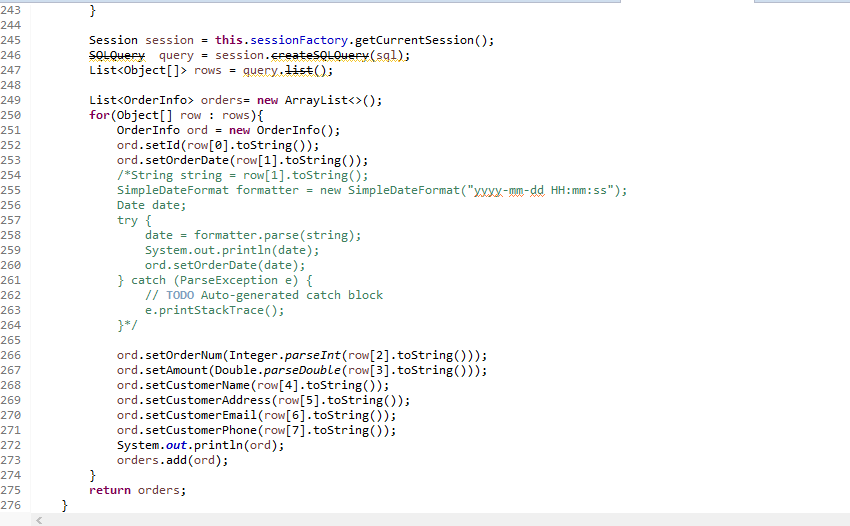 243         }
244
245         Session session = this.sessionFactory.getCurrentSession();
246         SQLQuery  query = session.createSQLQuery(sql);
247         List<Object[]> rows = query.list();
248
249         List<OrderInfo> orders= new ArrayList<>();
250         for(Object[] row : rows){
251             OrderInfo ord = new OrderInfo();
252             ord.setId(row[0].toString());
253             ord.setOrderDate(row[1].toString());
254             /*String string = row[1].toString();
255             SimpleDateFormat formatter = new SimpleDateFormat("yyyy-mm-dd HH:mm:ss");
256             Date date;
257             try {
258                 date = formatter.parse(string);
259                 System.out.println(date);
260                 ord.setOrderDate(date);
261             } catch (ParseException e) {
262                 // TODO Auto-generated catch block
263                 e.printStackTrace();
264             }*/
265
266             ord.setOrderNum(Integer.parseInt(row[2].toString()));
267             ord.setAmount(Double.parseDouble(row[3].toString()));
268             ord.setCustomerName(row[4].toString());
269             ord.setCustomerAddress(row[5].toString());
270             ord.setCustomerEmail(row[6].toString());
271             ord.setCustomerPhone(row[7].toString());
272             System.out.println(ord);
273             orders.add(ord);
274         }
275         return orders;
276     }